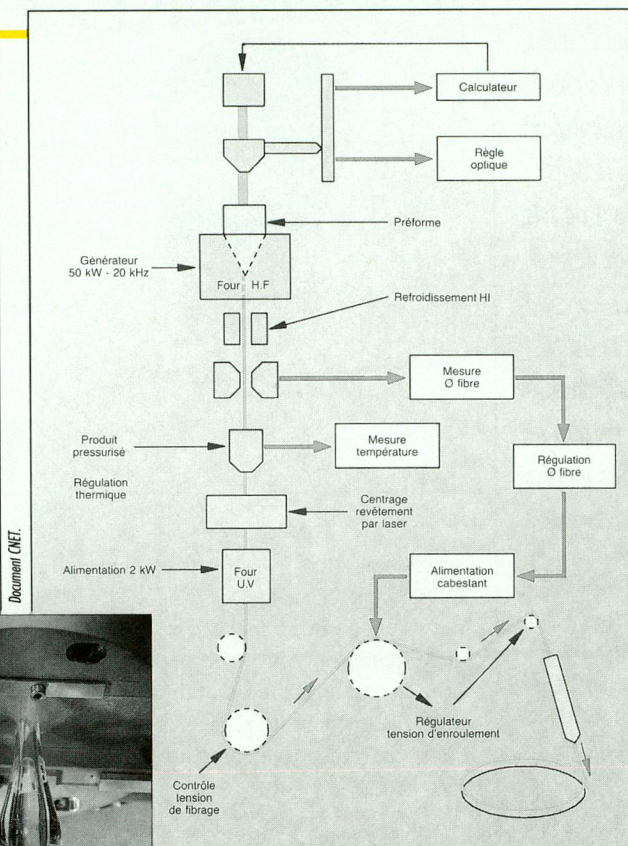 Calculateur
Règle
optique
Préforme
Générateur
50 kW - 20 kHz
Four H.F
Refroidissement HI
Mesure
Ø fibre
Produit
pressurisé
Mesure
température
Régulation
Ø fibre
Régulation
thermique
Centrage
revêtement
par laser
Alimentation 2 kW
Four
U.V
Alimentation
cabestant
Régulateur
tension d'enroulement
Contrôle
tension
de fibrage
Document CNET.